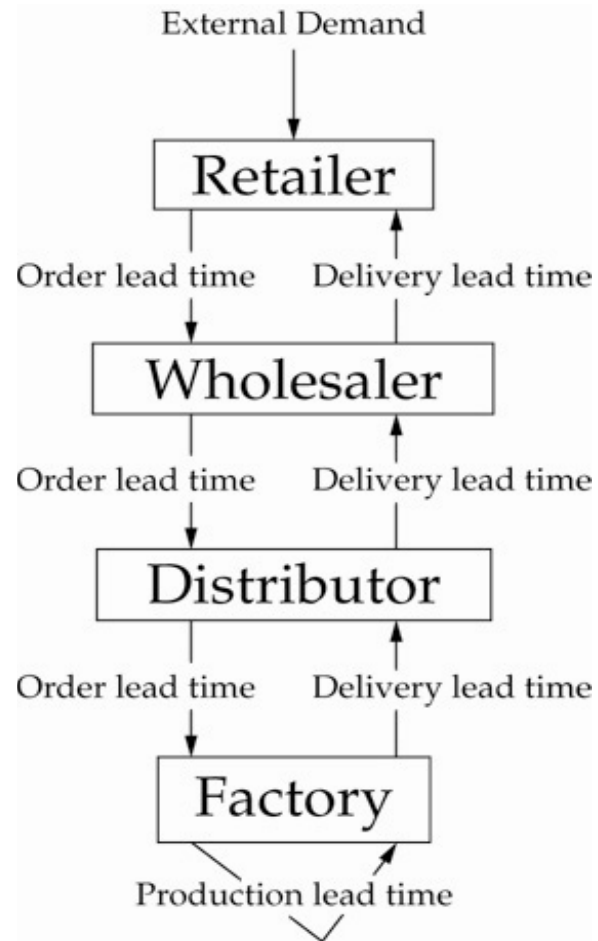 External Demand
Retailer
Order lead time Delivery lead time
Wholesaler
Order lead time Delivery lead time
Distributor
Order lead time Delivery lead time
Factory
Production lead time